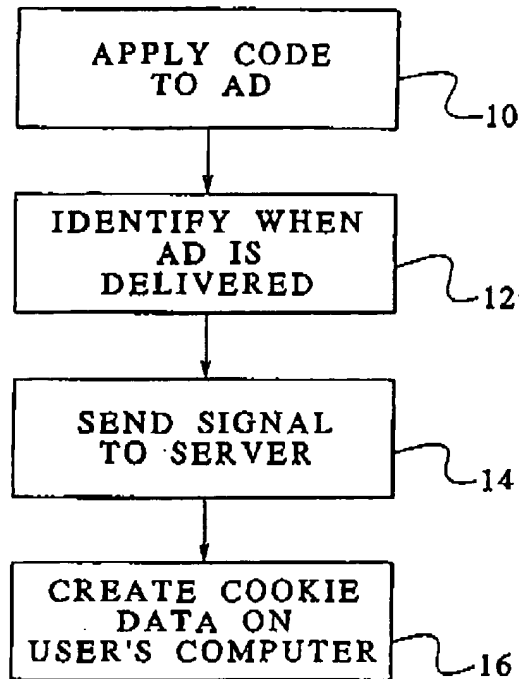 APPLY CODE
TO AD
10
IDENTIFY WHEN
AD IS
DELIVERED
12
SEND SIGNAL
TO SERVER
14
CREATE COOKIE
DATA ON
USER'S COMPUTER
16